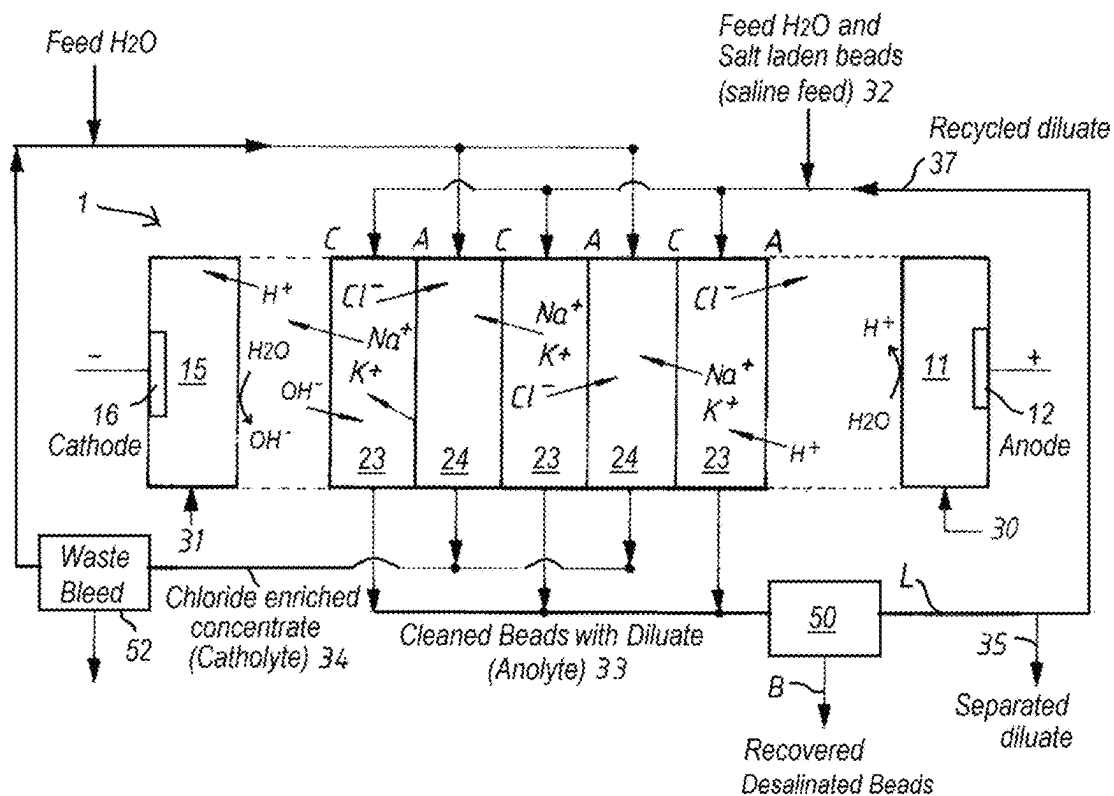 Feed H2O
Feed H2O and
Salt laden beads
(saline feed) 32
Recycled diluate
37
1
C A C A C A
H+
Na+
K+
H2O
OH-
OH-
Cl-
Na+
K+
Cl-
Na+
K+
Cl-
H+
H+
H2O
-
15
16
Cathode
11
+
12
Anode
23 24 23 24 23
31
30
Waste
Bleed
52
Chloride enriched
concentrate
(Catholyte) 34
Cleaned Beads with Diluate
(Anolyte) 33
50
L
35
B
Separated
diluate
Recovered
Desalinated Beads